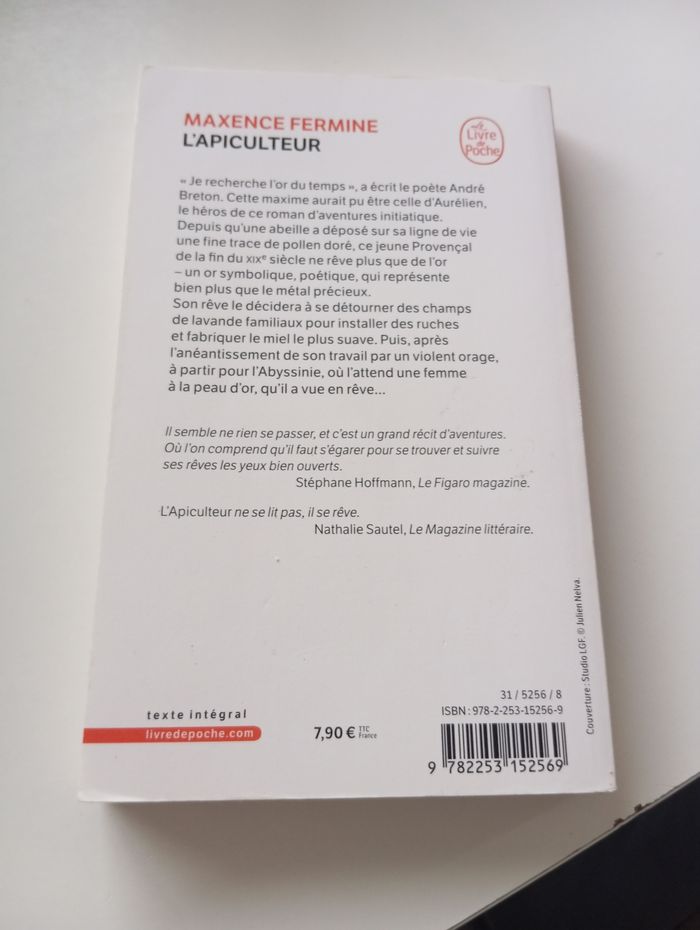 MAXENCE FERMINE
L'APICULTEUR
Le
Livre
de
Poche
« Je recherche l'or du temps », a écrit le poète André
Breton. Cette maxime aurait pu être celle d'Aurélien,
le héros de ce roman d'aventures initiatique.
Depuis qu'une abeille a déposé sur sa ligne de vie
une fine trace de pollen doré, ce jeune Provençal
de la fin du XIXe siècle ne rêve plus que de l'or
– un or symbolique, poétique, qui représente
bien plus que le métal précieux.
Son rêve le décidera à se détourner des champs
de lavande familiaux pour installer des ruches
et fabriquer le miel le plus suave. Puis, après
l'anéantissement de son travail par un violent orage,
à partir pour l'Abyssinie, où l'attend une femme
à la peau d'or, qu'il a vue en rêve...
Il semble ne rien se passer, et c'est un grand récit d'aventures.
Où l'on comprend qu'il faut s'égarer pour se trouver et suivre
ses rêves les yeux bien ouverts.
Stéphane Hoffmann, Le Figaro magazine.
L'Apiculteur ne se lit pas, il se rêve.
Nathalie Sautel, Le Magazine littéraire.
Couverture : Studio LGF. © Julien Nelva.
texte intégral
livredepoche.com
7,90 € TTC
France
31 / 5256 / 8
ISBN : 978-2-253-15256-9
9 782253 152569